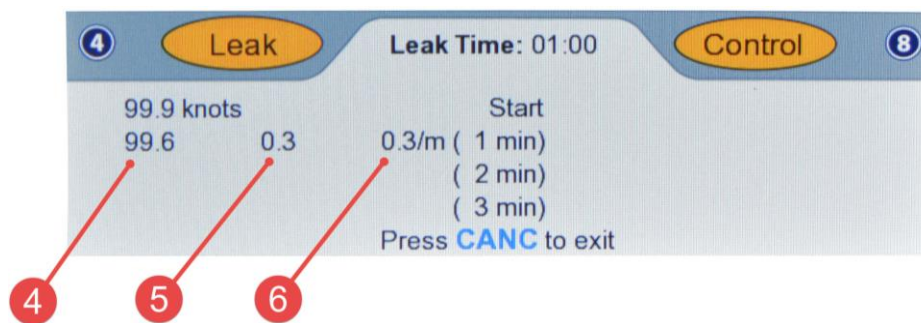 4 Leak Leak Time: 01:00 Control 8
99.9 knots Start
99.6 0.3 0.3/m ( 1 min)
( 2 min)
( 3 min)
Press CANC to exit
4 5 6